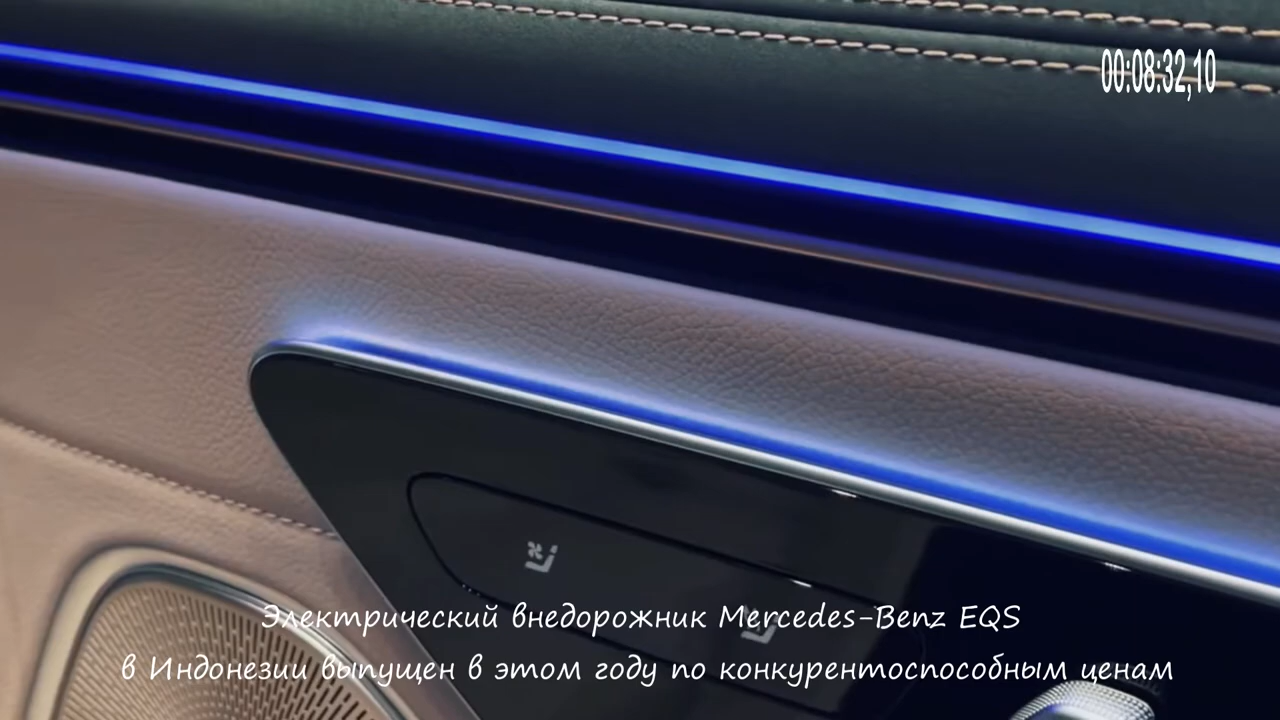 00:08:32,10
Электрический внедорожник Mercedes-Benz EQS
в Индонезии выпущен в этом году по конкурентоспособным ценам